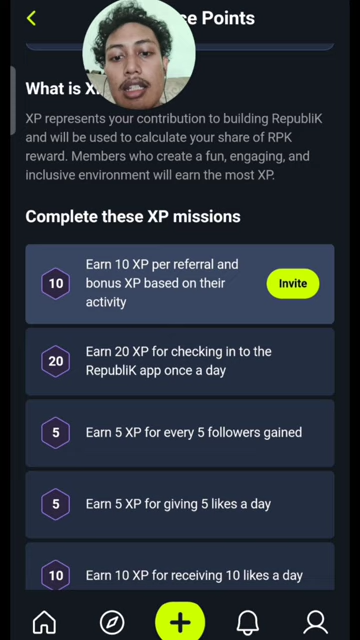 Points
What is
XP represents your contribution to building RepubliK
and will be used to calculate your share of RPK
reward. Members who create a fun, engaging, and
inclusive environment will earn the most XP.
Complete these XP missions
10
Earn 10 XP per referral and
bonus XP based on their
activity
Invite
20
Earn 20 XP for checking in to the
RepubliK app once a day
5
Earn 5 XP for every 5 followers gained
5
Earn 5 XP for giving 5 likes a day
10
Earn 10 XP for receiving 10 likes a day